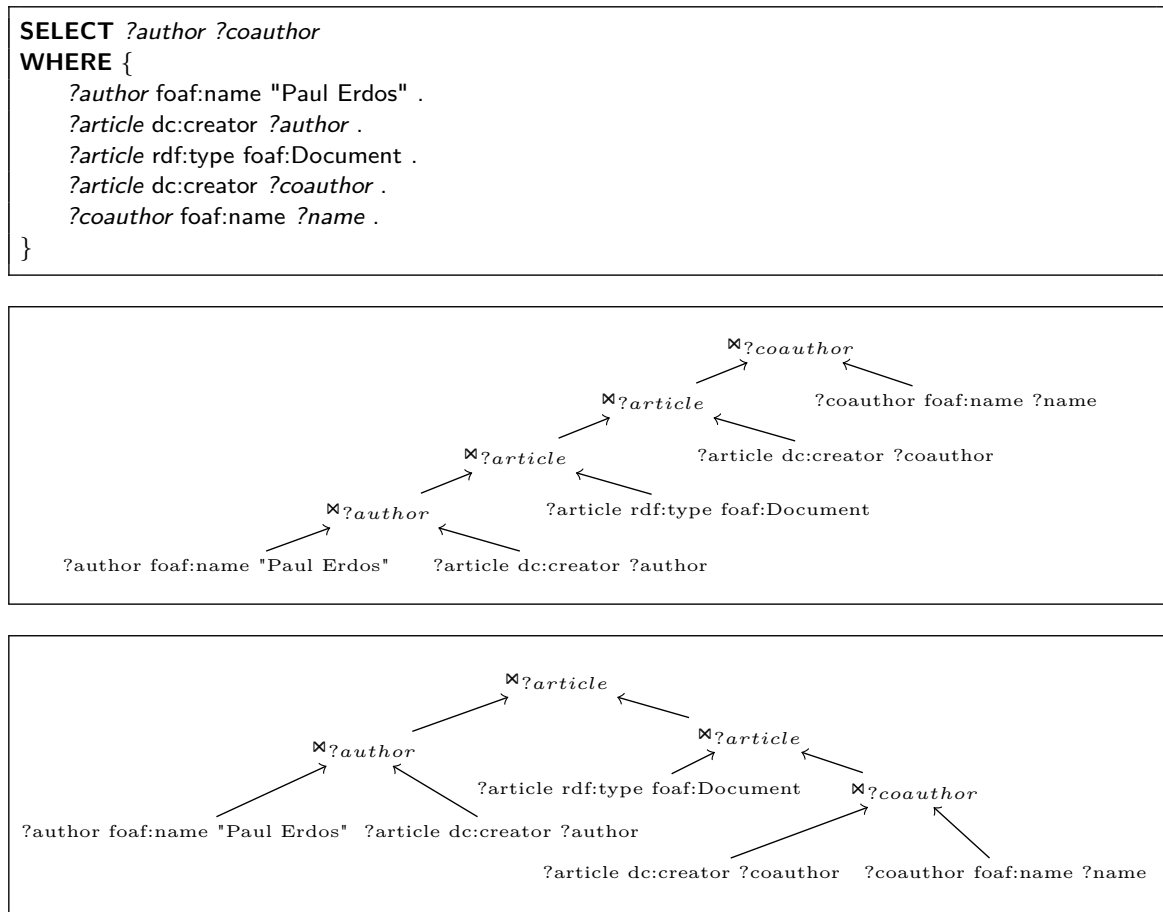 SELECT ?author ?coauthor
WHERE {
?author foaf:name "Paul Erdos" .
?article dc:creator ?author .
?article rdf:type foaf:Document .
?article dc:creator ?coauthor .
?coauthor foaf:name ?name .
}
⋈?coauthor
⋈?article ?coauthor foaf:name ?name
⋈?article ?article dc:creator ?coauthor
⋈?author ?article rdf:type foaf:Document
?author foaf:name "Paul Erdos" ?article dc:creator ?author
⋈?article
⋈?author ⋈?article
?article rdf:type foaf:Document ⋈?coauthor
?author foaf:name "Paul Erdos" ?article dc:creator ?author
?article dc:creator ?coauthor ?coauthor foaf:name ?name